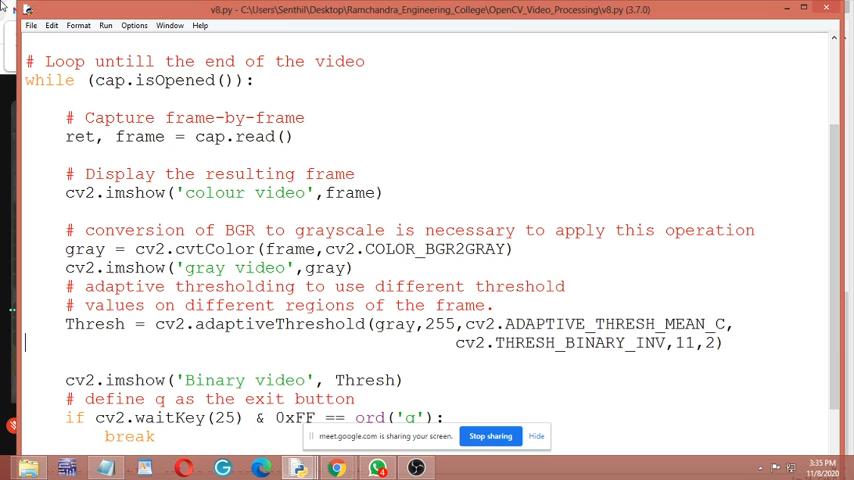 v8.py - C:\Users\Senthil\Desktop\Ramchandra_Engineering_College\OpenCV_Video_Processing\v8.py (3.7.0)
File Edit Format Run Options Window Help
# Loop untill the end of the video
while (cap.isOpened()):
# Capture frame-by-frame
ret, frame = cap.read()
# Display the resulting frame
cv2.imshow('colour video',frame)
# conversion of BGR to grayscale is necessary to apply this operation
gray = cv2.cvtColor(frame,cv2.COLOR_BGR2GRAY)
cv2.imshow('gray video',gray)
# adaptive thresholding to use different threshold
# values on different regions of the frame.
Thresh = cv2.adaptiveThreshold(gray,255,cv2.ADAPTIVE_THRESH_MEAN_C,
cv2.THRESH_BINARY_INV,11,2)
cv2.imshow('Binary video', Thresh)
# define q as the exit button
if cv2.waitKey(25) & 0xFF == ord('q'):
break
meet.google.com is sharing your screen. Stop sharing Hide
4
3:35 PM
11/8/2020